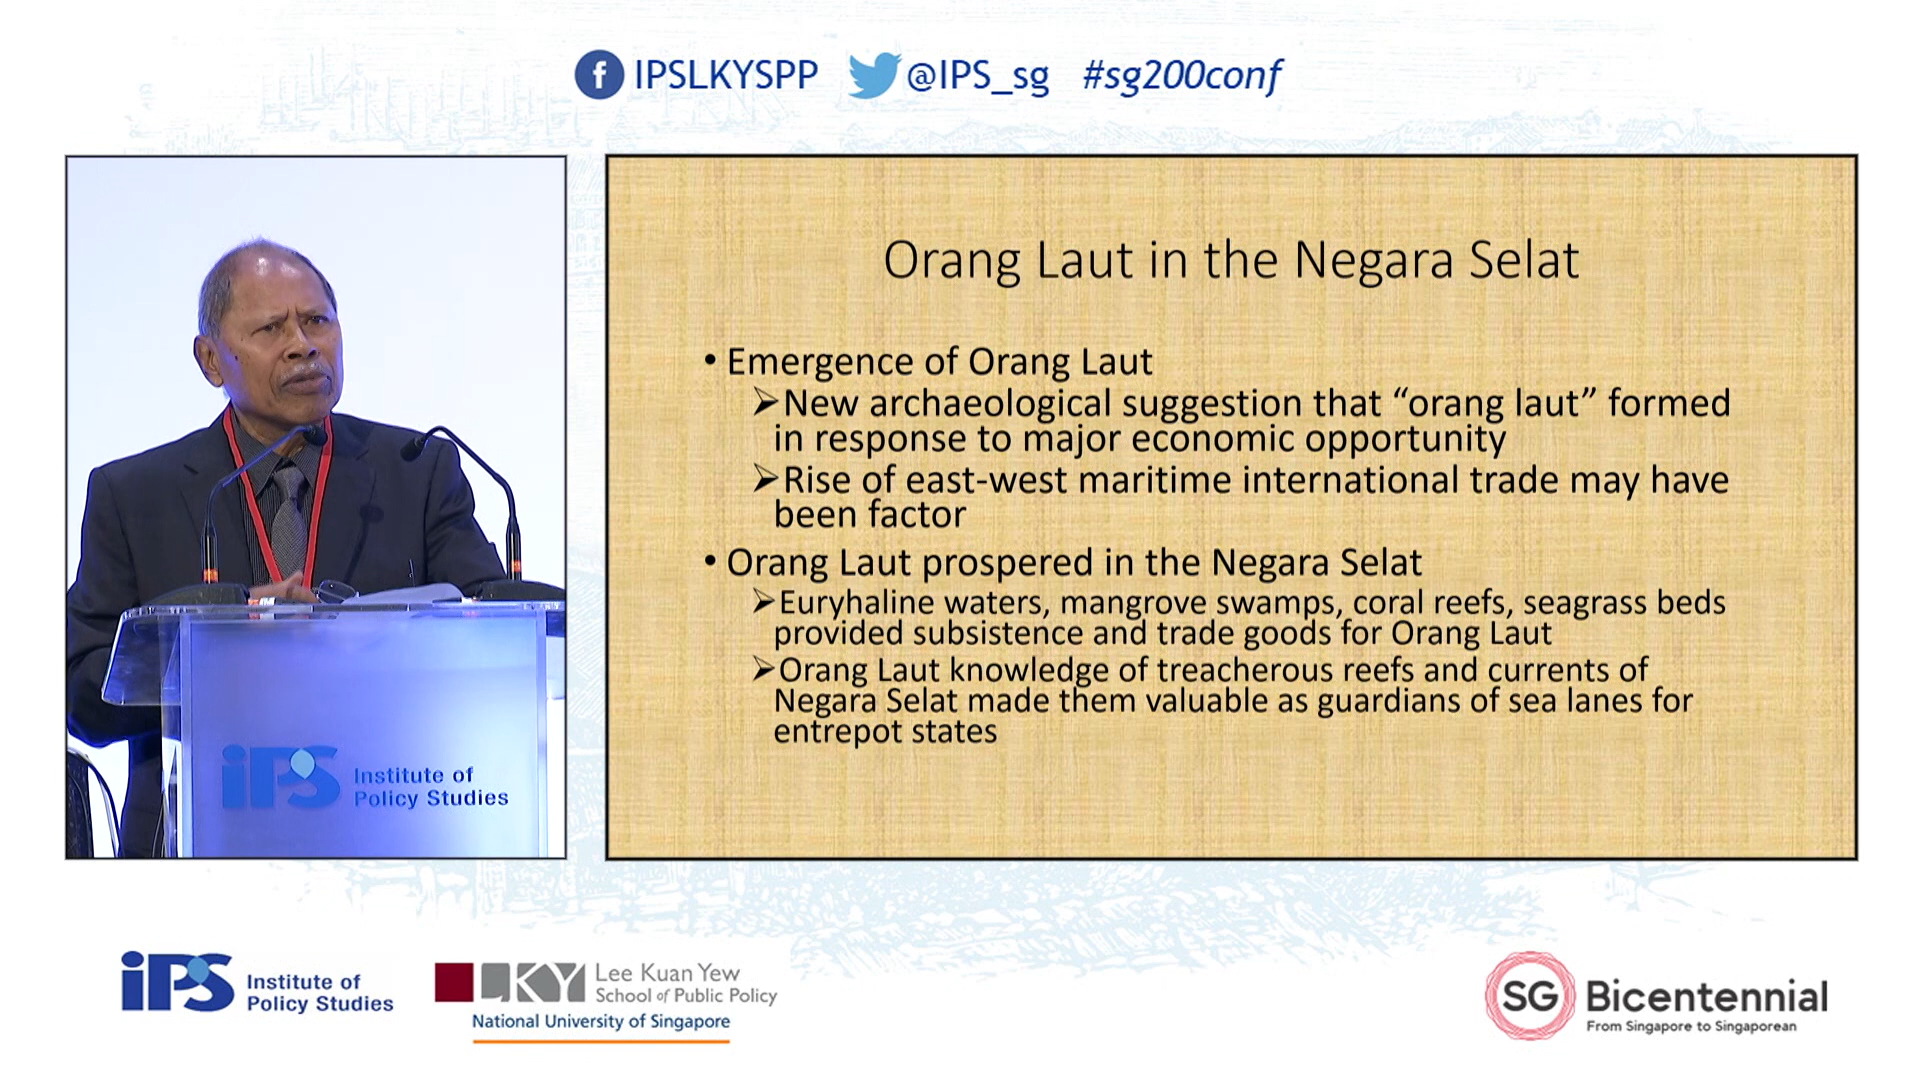 IPSLKYSPP @IPS_sg #sg200conf
Orang Laut in the Negara Selat
• Emergence of Orang Laut
➢New archaeological suggestion that “orang laut” formed
in response to major economic opportunity
➢Rise of east-west maritime international trade may have
been factor
• Orang Laut prospered in the Negara Selat
➢Euryhaline waters, mangrove swamps, coral reefs, seagrass beds
provided subsistence and trade goods for Orang Laut
➢Orang Laut knowledge of treacherous reefs and currents of
Negara Selat made them valuable as guardians of sea lanes for
entrepot states
iPS Institute of
Policy Studies
iPS Institute of
Policy Studies
LKY Lee Kuan Yew
School of Public Policy
National University of Singapore
SG Bicentennial
From Singapore to Singaporean